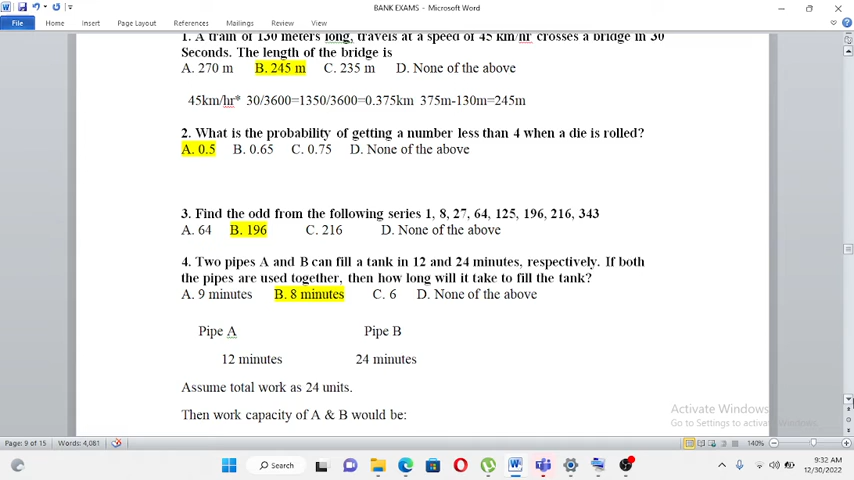 BANK EXAMS - Microsoft Word
File Home Insert Page Layout References Mailings Review View
1. A train of 130 meters long, travels at a speed of 45 km/hr crosses a bridge in 30
Seconds. The length of the bridge is
A. 270 m B. 245 m C. 235 m D. None of the above
45km/hr* 30/3600=1350/3600=0.375km 375m-130m=245m
2. What is the probability of getting a number less than 4 when a die is rolled?
A. 0.5 B. 0.65 C. 0.75 D. None of the above
3. Find the odd from the following series 1, 8, 27, 64, 125, 196, 216, 343
A. 64 B. 196 C. 216 D. None of the above
4. Two pipes A and B can fill a tank in 12 and 24 minutes, respectively. If both
the pipes are used together, then how long will it take to fill the tank?
A. 9 minutes B. 8 minutes C. 6 D. None of the above
Pipe A Pipe B
12 minutes 24 minutes
Assume total work as 24 units.
Then work capacity of A & B would be:
Activate Windows
Go to Settings to activate Windows.
Page: 9 of 15 Words: 4,081 140%
Search
9:32 AM
12/30/2022